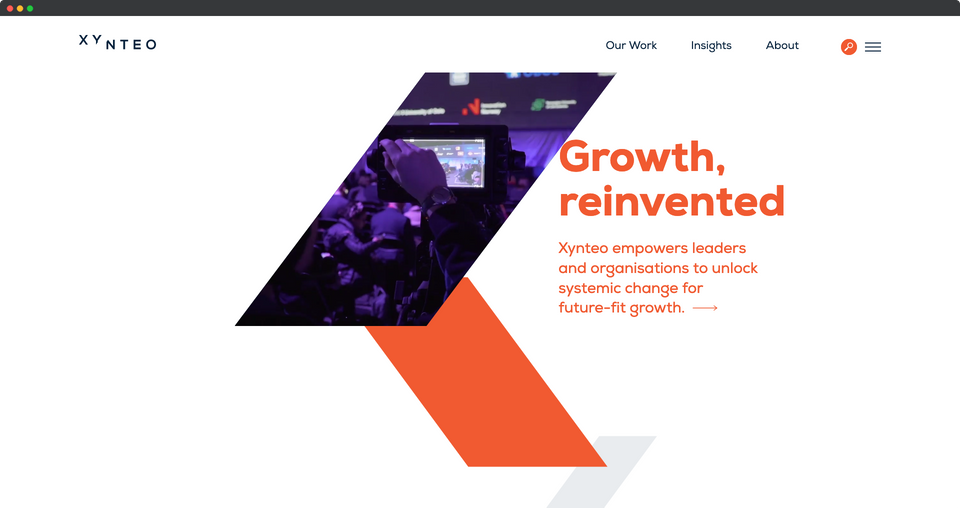 XYNTEO
Our Work
Insights
About
Growth,
reinvented
Xynteo empowers leaders
and organisations to unlock
systemic change for
future-fit growth.